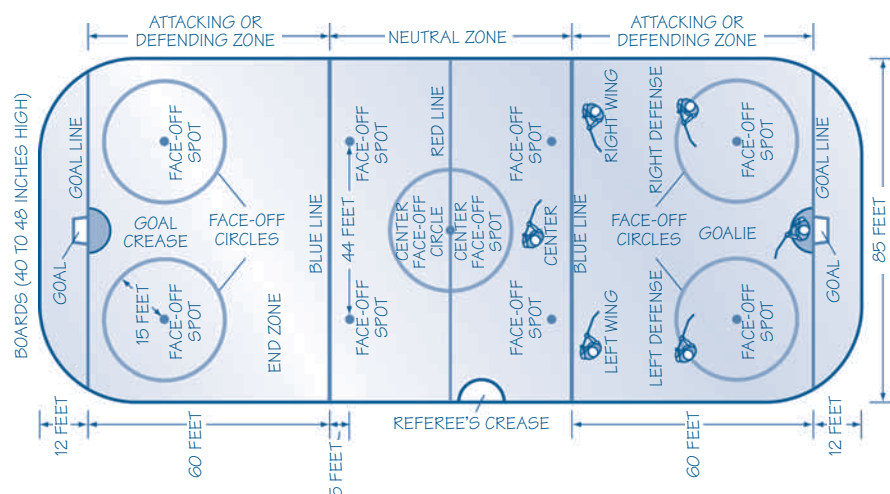 ATTACKING OR
DEFENDING ZONE
NEUTRAL ZONE
ATTACKING OR
DEFENDING ZONE
BOARDS (40 TO 48 INCHES HIGH)
GOAL LINE
FACE-OFF
SPOT
FACE-OFF
SPOT
RED LINE
FACE-OFF
SPOT
RIGHT WING
RIGHT DEFENSE
FACE-OFF
SPOT
GOAL LINE
GOAL
GOAL
CREASE
FACE-OFF
CIRCLES
BLUE LINE
44 FEET
CENTER
FACE-OFF
CIRCLE
CENTER
FACE-OFF
SPOT
CENTER
BLUE LINE
FACE-OFF
CIRCLES
GOALIE
GOAL
85 FEET
15 FEET
FACE-OFF
SPOT
END ZONE
FACE-OFF
SPOT
FACE-OFF
SPOT
LEFT WING
LEFT DEFENSE
FACE-OFF
SPOT
12 FEET
60 FEET
5 FEET
REFEREE'S CREASE
60 FEET
12 FEET